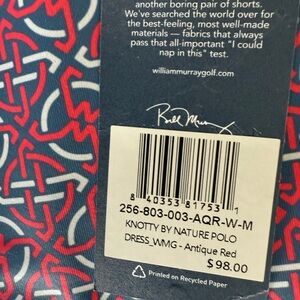 another boring pair of shorts.
We've searched the world over for
the best-feeling, most well-made
materials — fabrics that always
pass that all-important "I could
nap in this" test.
williammurraygolf.com
Bill Murray
8 40353 81753 1
256-803-003-AQR-W-M
KNOTTY BY NATURE POLO
DRESS_WMG - Antique Red
$98.00
Printed on Recycled Paper